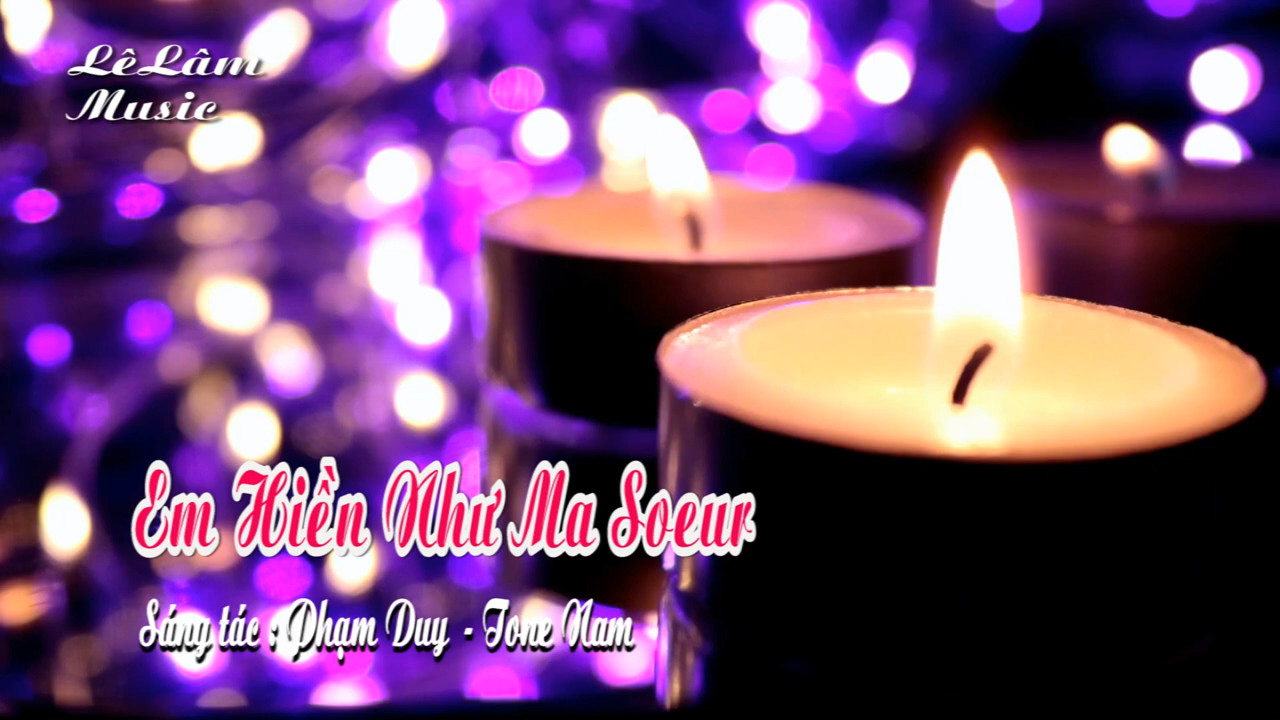 LêLâm
Music
Em Hiền Như Ma Soeur
Sáng tác : Phạm Duy - Tone Nam